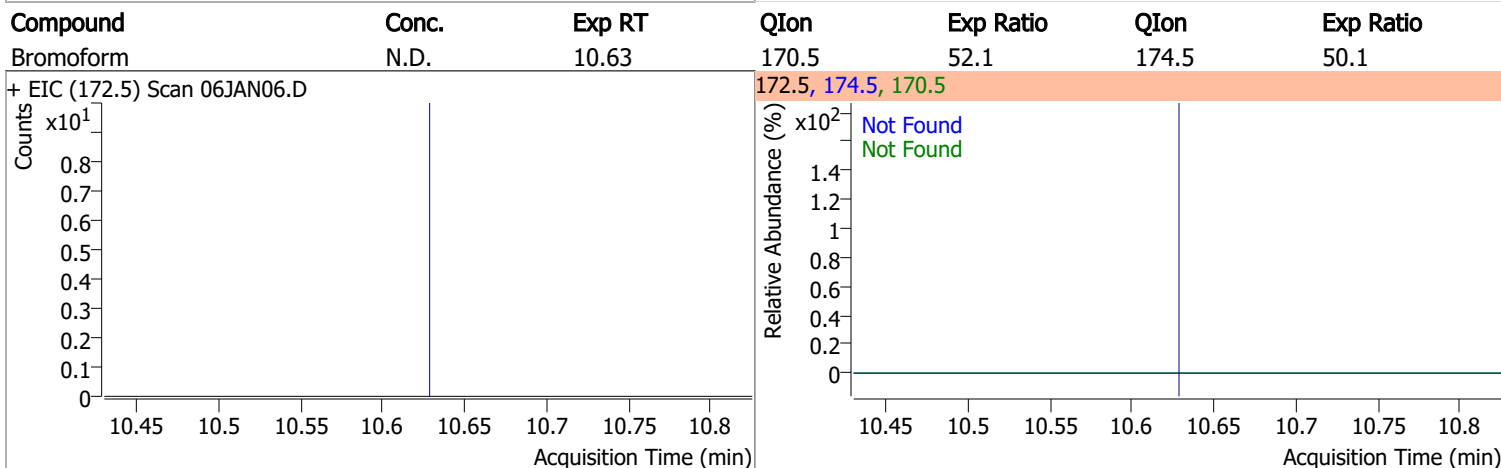 Compound Conc. Exp RT QIon Exp Ratio QIon Exp Ratio
Bromoform N.D. 10.63 170.5 52.1 174.5 50.1
+ EIC (172.5) Scan 06JAN06.D
Counts
x10¹
0.8
0.7
0.6
0.5
0.4
0.3
0.2
0.1
0
10.45 10.5 10.55 10.6 10.65 10.7 10.75 10.8
Acquisition Time (min)
172.5, 174.5, 170.5
Relative Abundance (%)
x10²
Not Found
Not Found
1.4
1.2
1
0.8
0.6
0.4
0.2
0
10.45 10.5 10.55 10.6 10.65 10.7 10.75 10.8
Acquisition Time (min)